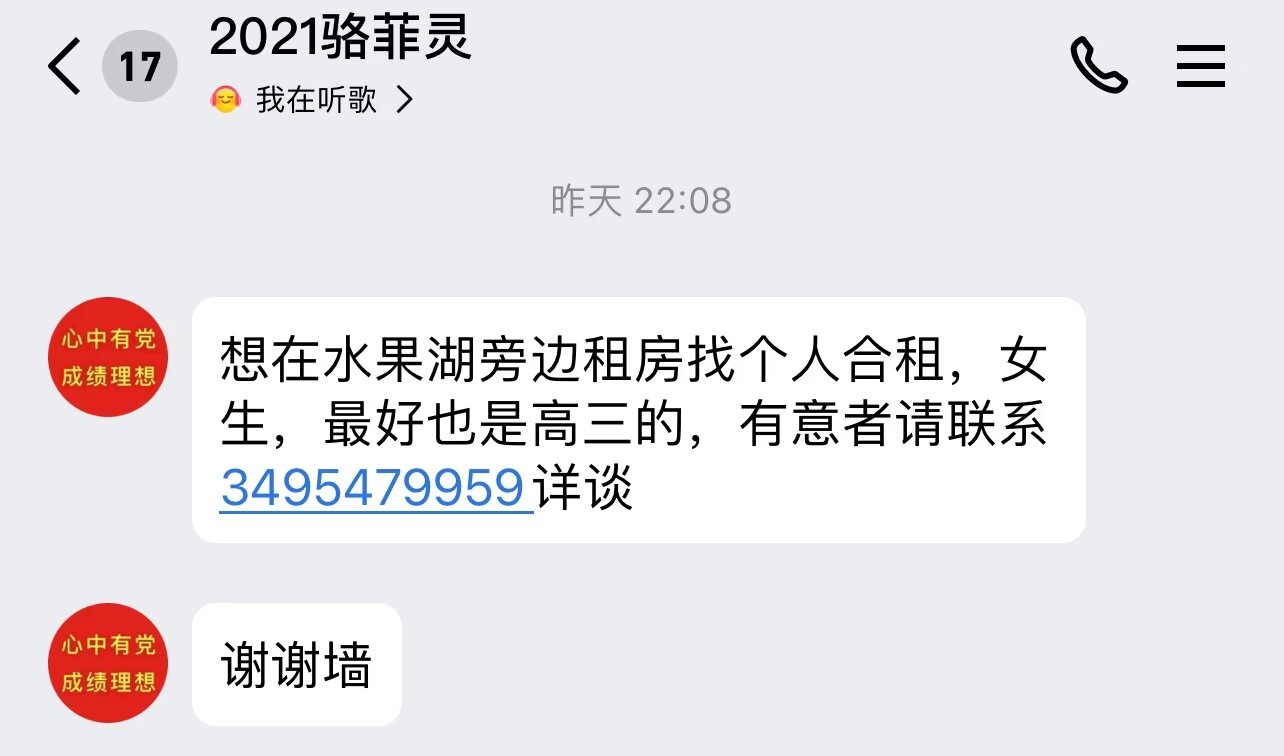 17
2021骆菲灵
我在听歌
昨天 22:08
心中有党
成绩理想
想在水果湖旁边租房找个人合租，女
生，最好也是高三的，有意者请联系
3495479959详谈
心中有党
成绩理想
谢谢墙